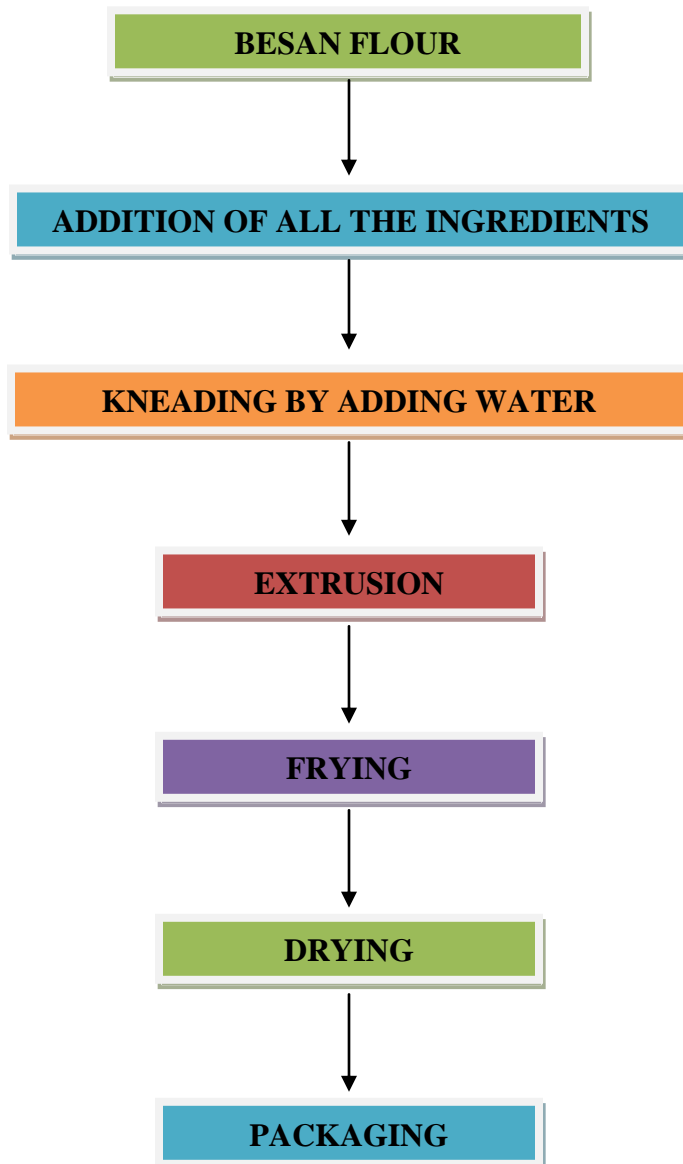 BESAN FLOUR
ADDITION OF ALL THE INGREDIENTS
KNEADING BY ADDING WATER
EXTRUSION
FRYING
DRYING
PACKAGING